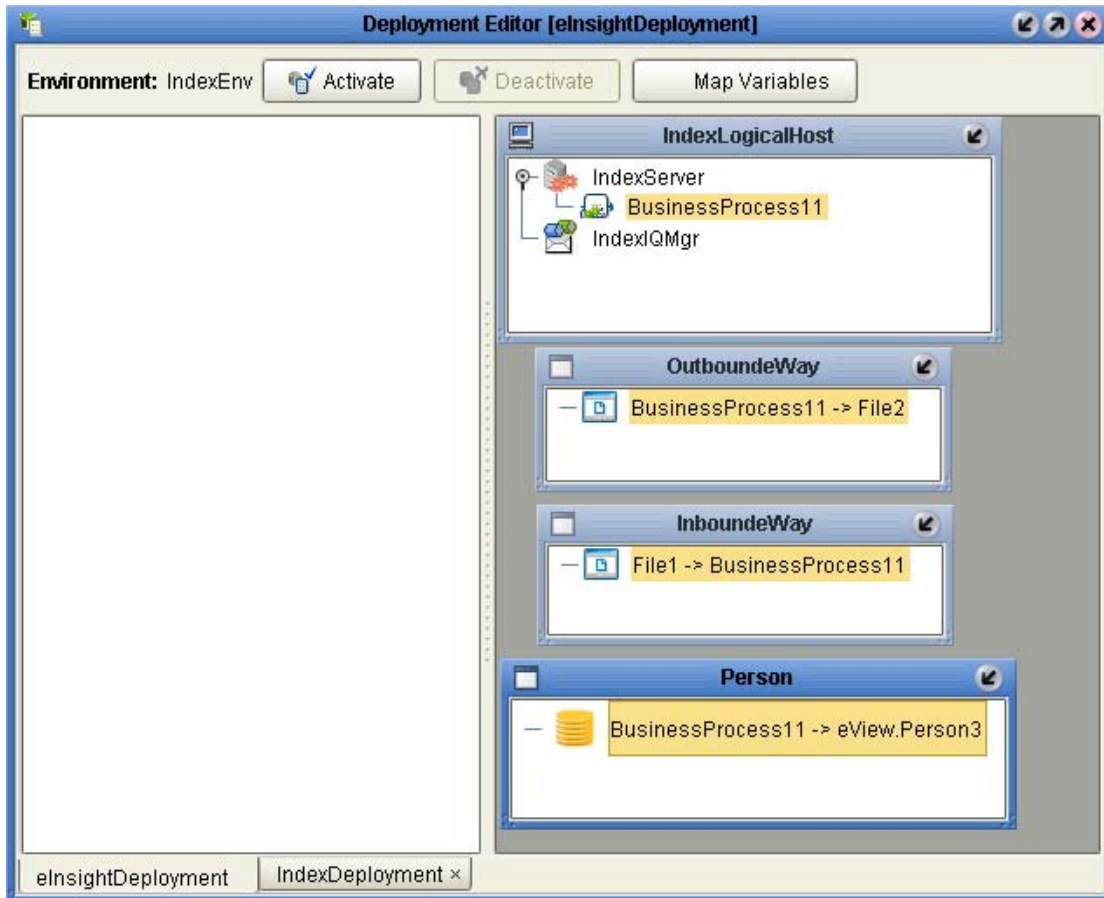 Deployment Editor [eInsightDeployment]
Environment: IndexEnv Activate Deactivate Map Variables
IndexLogicalHost
IndexServer
BusinessProcess11
IndexIQMgr
OutboundeWay
BusinessProcess11 -> File2
InboundeWay
File1 -> BusinessProcess11
Person
BusinessProcess11 -> eView.Person3
eInsightDeployment IndexDeployment ×